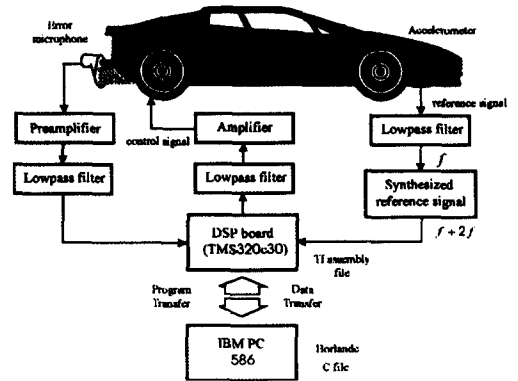 Error
microphone
Accelerometer
reference signal
Preamplifier
control signal
Amplifier
Lowpass filter
f
Lowpass filter
Lowpass filter
Synthesized
reference signal
f + 2f
DSP board
(TMS320c30)
TI assembly
file
Program
Transfer
Data
Transfer
IBM PC
586
Borlandc
C file